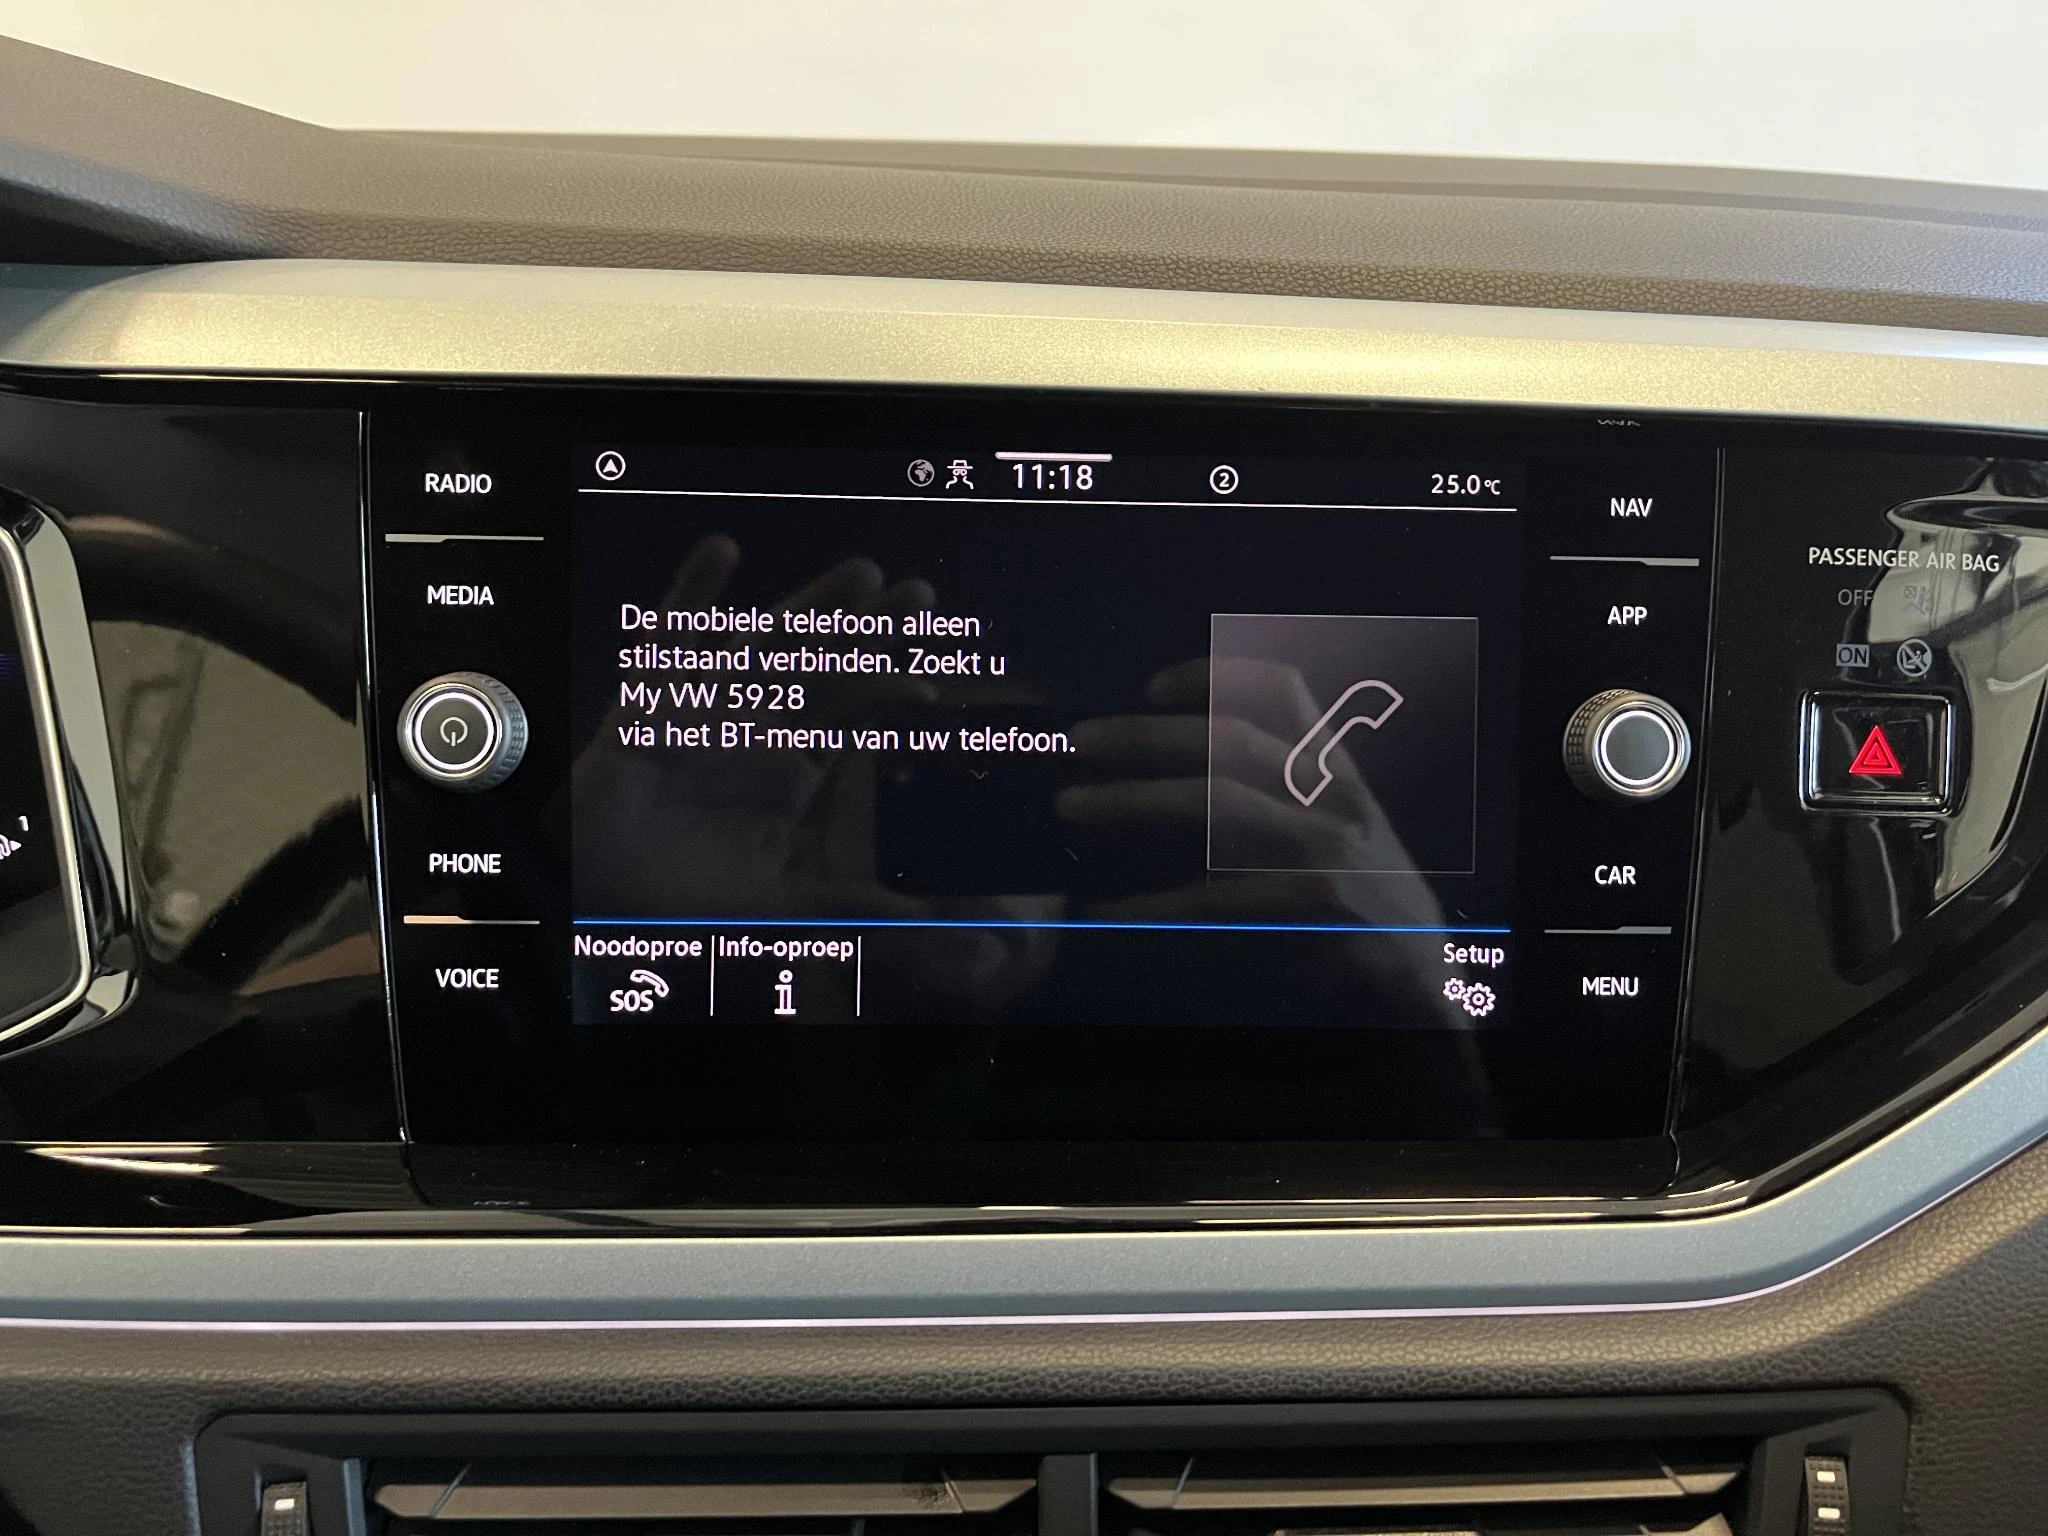 RADIO
MEDIA
PHONE
VOICE
11:18
2
25.0°C
De mobiele telefoon alleen
stilstaand verbinden. Zoekt u
My VW 5928
via het BT-menu van uw telefoon.
Noodoproe
SOS
Info-oproep
i
Setup
NAV
APP
CAR
MENU
PASSENGER AIR BAG
OFF
ON